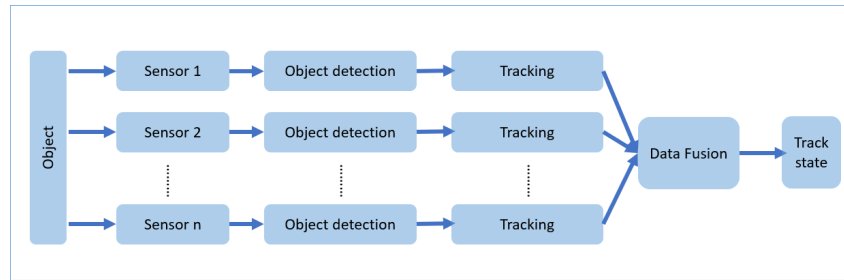 Object
Sensor 1
Object detection
Tracking
Sensor 2
Object detection
Tracking
Data Fusion
Track
state
Sensor n
Object detection
Tracking